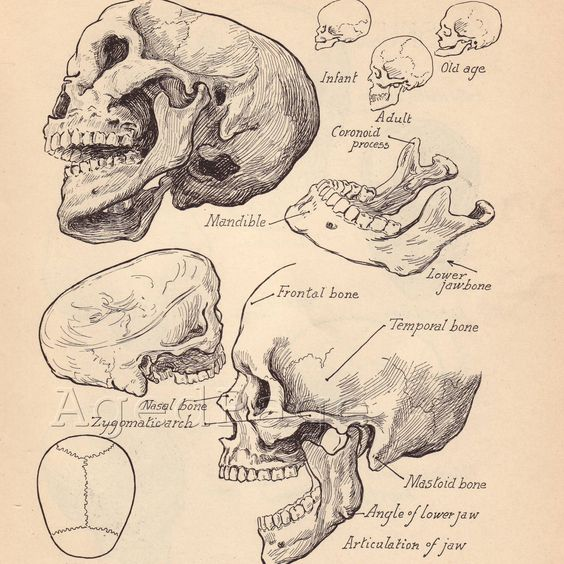 Infant
Old age
Adult
Coronoid
process
Mandible
Lower
jawbone
Frontal bone
Temporal bone
Nasal bone
Zygomatic arch
Mastoid bone
Angle of lower jaw
Articulation of jaw